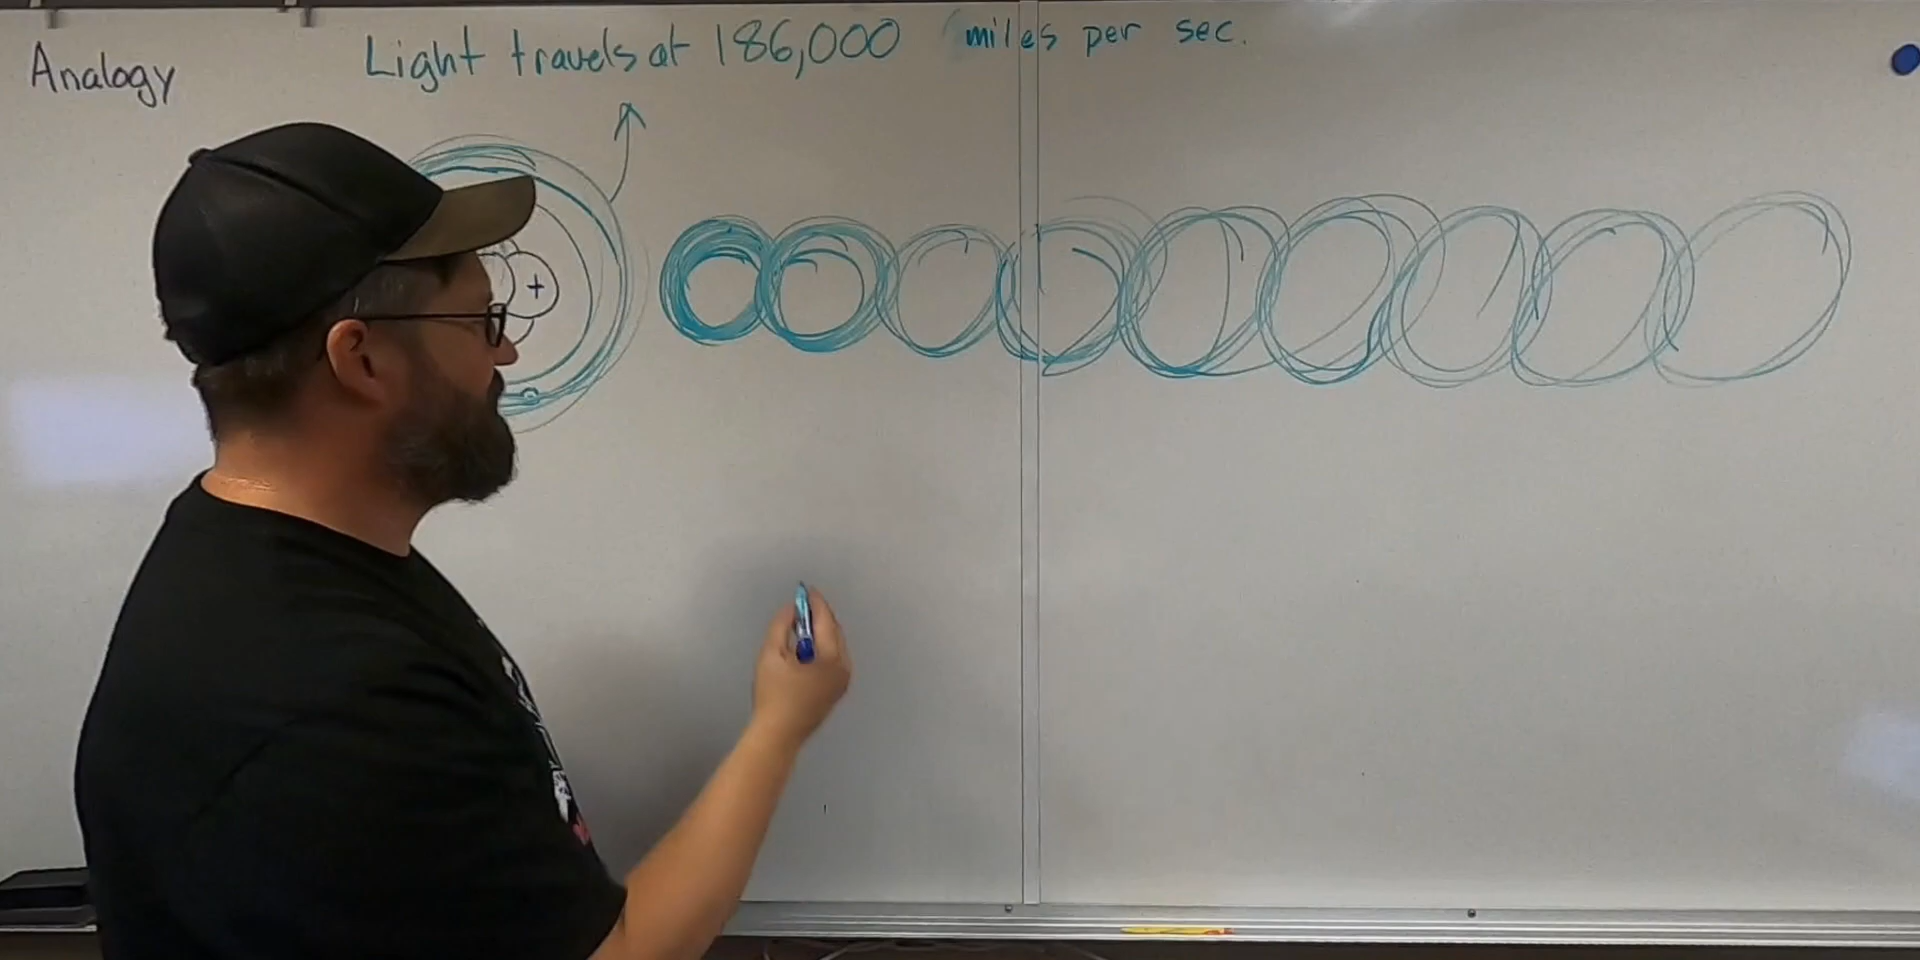 Analogy
Light travels at 186,000 miles per sec.
+